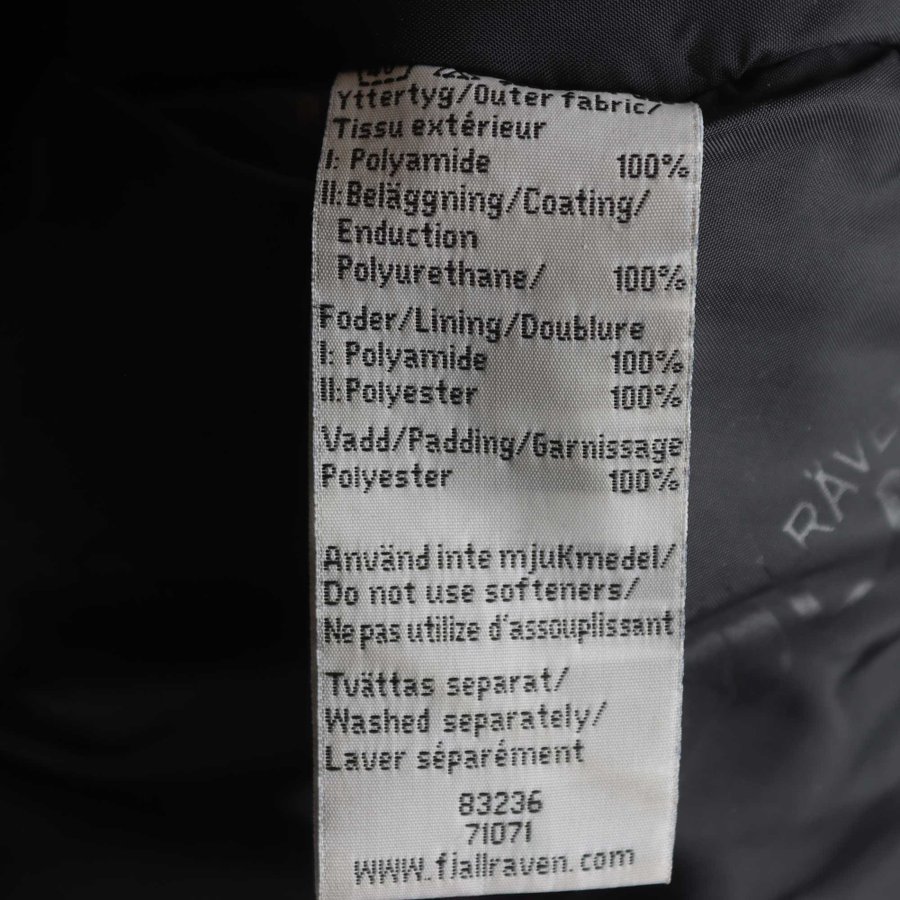 Yttertyg/Outer fabric/
Tissu extérieur
I: Polyamide 100%
II: Beläggning/Coating/
Enduction
Polyurethane/ 100%
Foder/Lining/Doublure
I: Polyamide 100%
II: Polyester 100%
Vadd/Padding/Garnissage
Polyester 100%
Använd inte mjuKmedel/
Do not use softeners/
Ne pas utilize d'assouplissant
Tvättas separat/
Washed separately/
Laver séparément
83236
71071
www.fjallraven.com